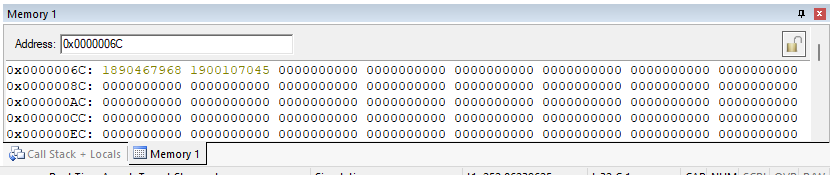 Memory 1
Address: 0x0000006C
0x0000006C: 1890467968 1900107045 0000000000 0000000000 0000000000 0000000000 0000000000 0000000000
0x0000008C: 0000000000 0000000000 0000000000 0000000000 0000000000 0000000000 0000000000 0000000000
0x000000AC: 0000000000 0000000000 0000000000 0000000000 0000000000 0000000000 0000000000 0000000000
0x000000CC: 0000000000 0000000000 0000000000 0000000000 0000000000 0000000000 0000000000 0000000000
0x000000EC: 0000000000 0000000000 0000000000 0000000000 0000000000 0000000000 0000000000 0000000000
Call Stack + Locals Memory 1